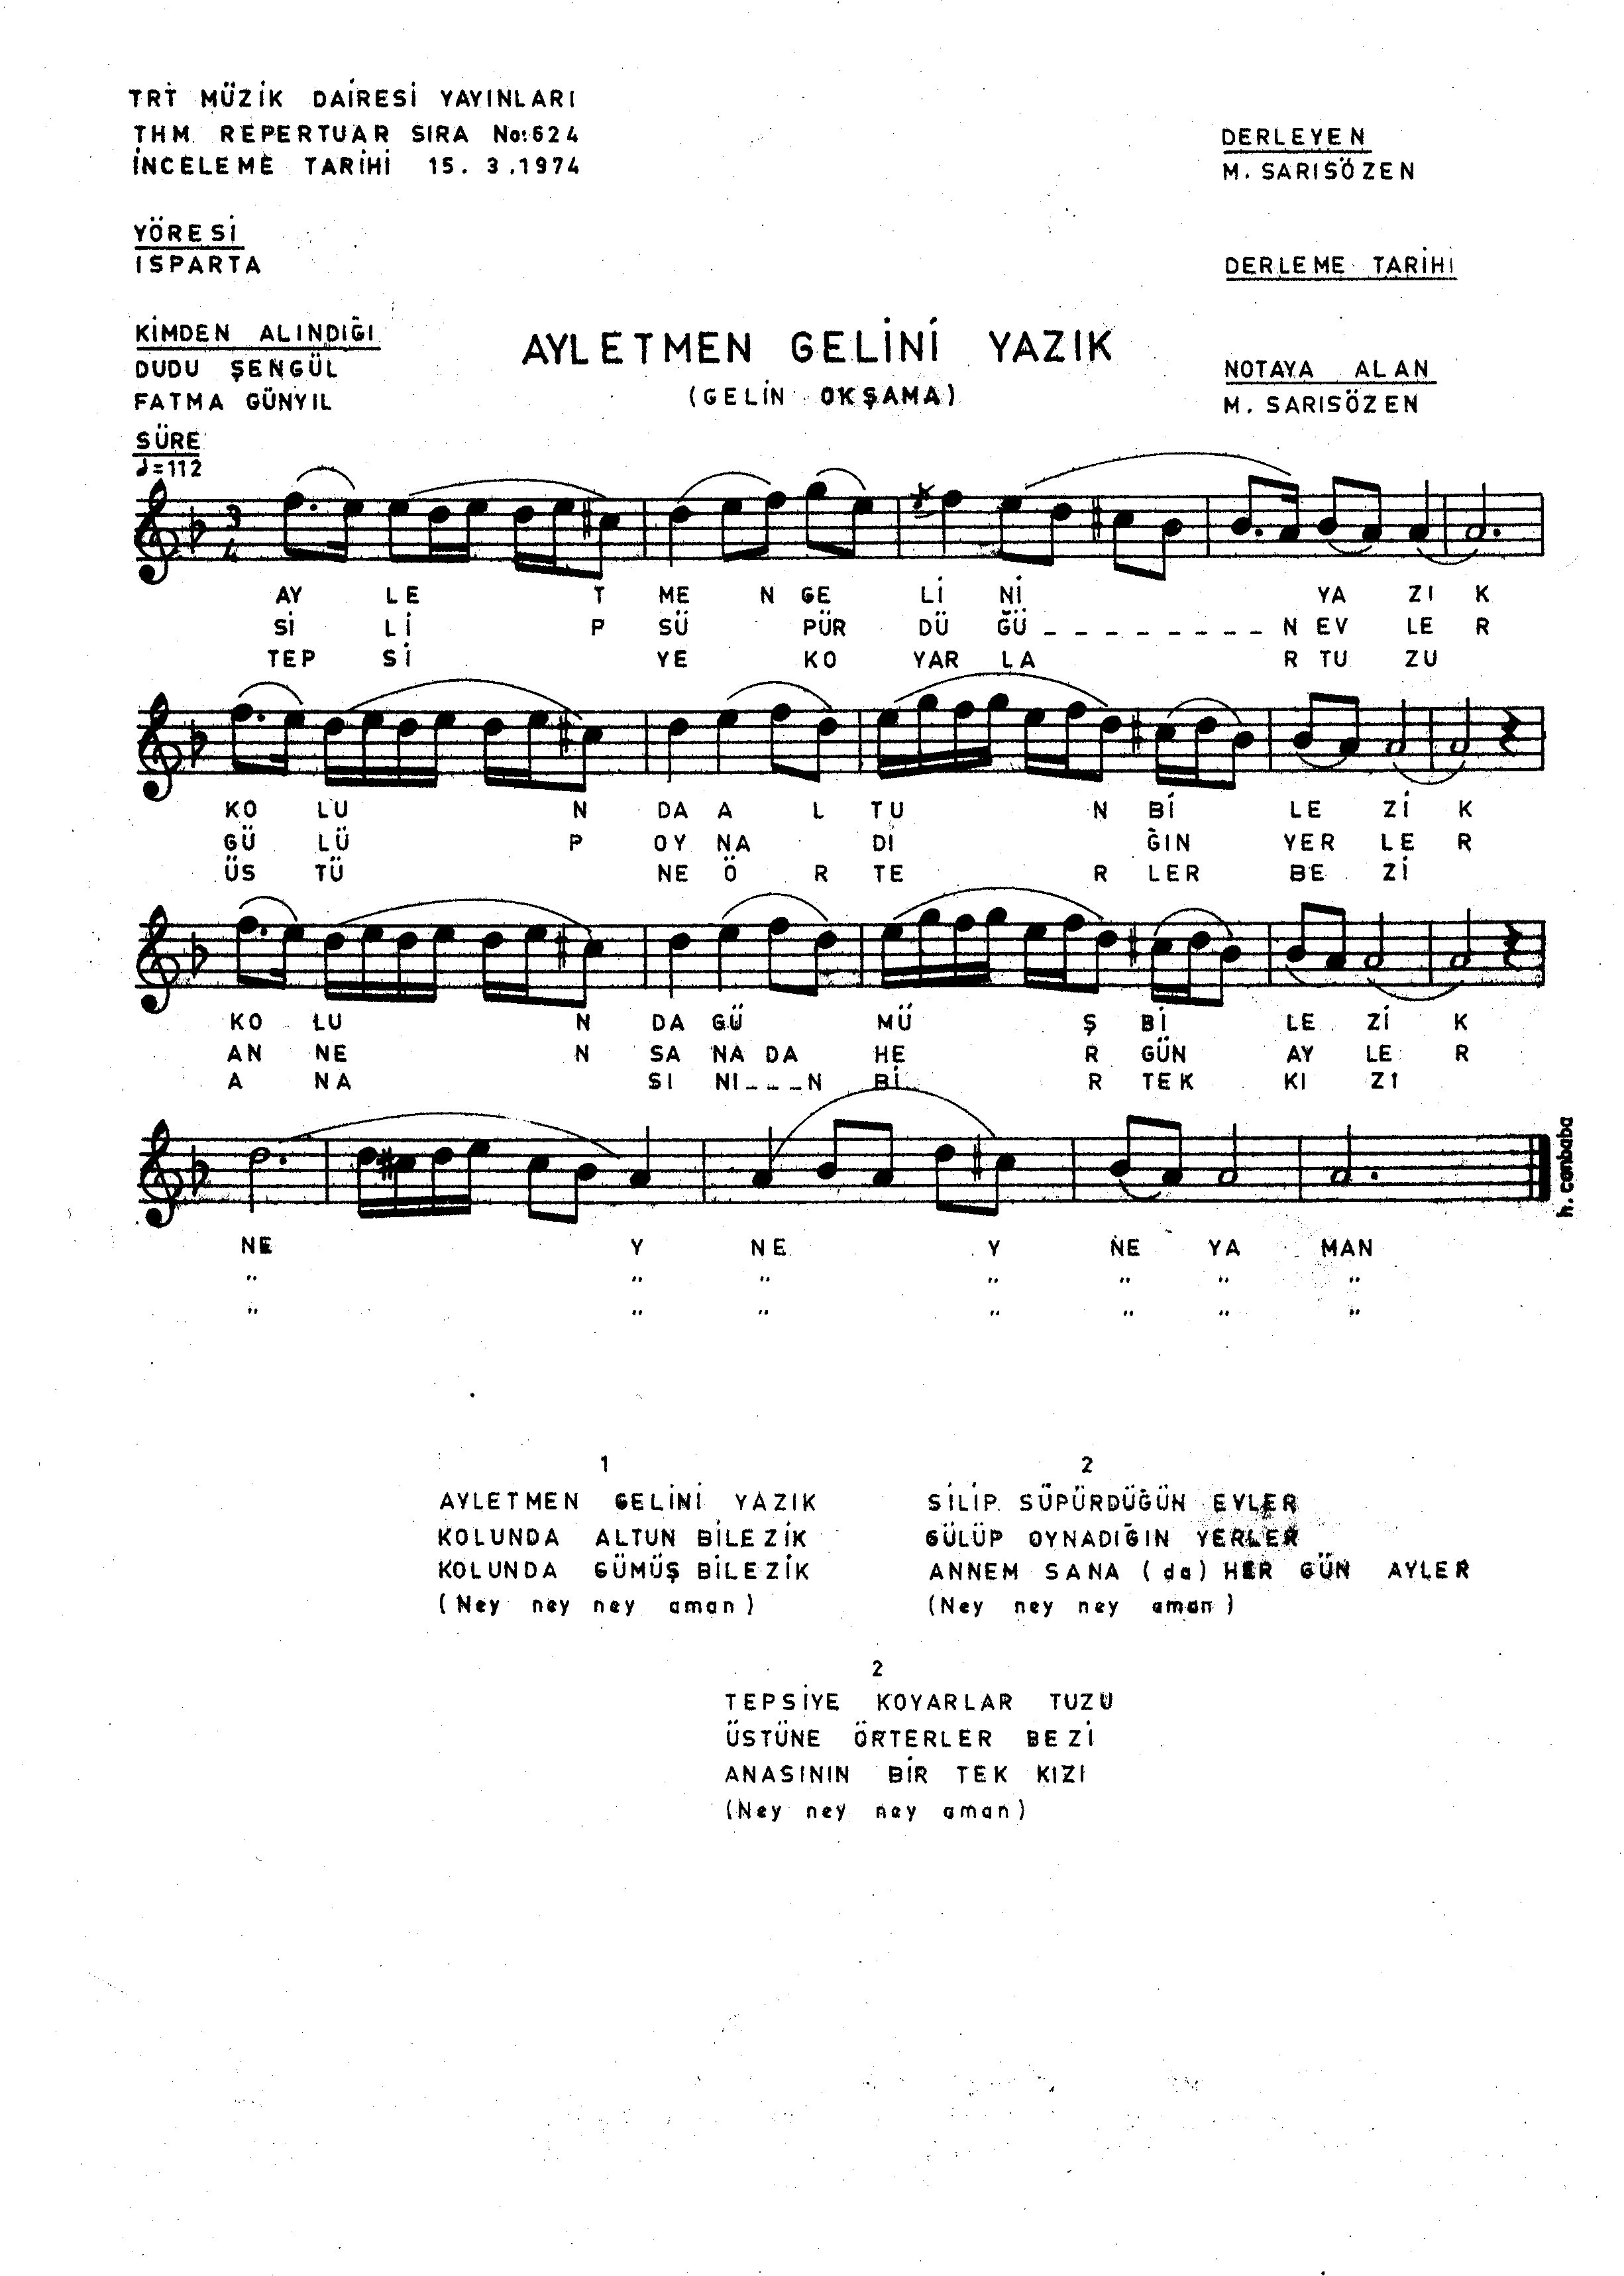 TRT MÜZİK DAİRESİ YAYINLARI
THM REPERTUAR SIRA No:624
İNCELEME TARİHİ 15.3.1974
DERLEYEN
M. SARISÖZEN
YÖRESİ
ISPARTA
DERLEME TARİHİ
KİMDEN ALINDIĞI
DUDU ŞENGÜL
FATMA GÜNYIL
AYLETMEN GELİNİ YAZIK
(GELİN OKŞAMA)
NOTAYA ALAN
M. SARISÖZEN
SÜRE
♩=112
3
4
AY LE T ME N GE Lİ Nİ YA ZI K
Sİ Lİ P SÜ PÜR DÜ ĞÜ _ _ _ _ _ _ _ _ N EV LE R
TEP Sİ YE KO YAR LA R TU ZU
KO LU N DA A L TU N Bİ LE Zİ K
GÜ LÜ P OY NA DI ĞIN YER LE R
ÜS TÜ NE Ö R TE R LER BE Zİ
KO LU N DA GÜ MÜ Ş Bİ LE Zİ K
AN NE N SA NA DA HE R GÜN AY LE R
A NA SI NI _ _ _ N Bİ R TEK KI ZI
NE Y NE Y NE YA MAN
" " " " " " "
" " " " " " "
h. canbaba
1
AYLETMEN GELİNİ YAZIK
KOLUNDA ALTUN BİLEZİK
KOLUNDA GÜMÜŞ BİLEZİK
(Ney ney ney aman)
2
SİLİP SÜPÜRDÜĞÜN EVLER
GÜLÜP OYNADIĞIN YERLER
ANNEM SANA (da) HER GÜN AYLER
(Ney ney ney aman)
2
TEPSİYE KOYARLAR TUZU
ÜSTÜNE ÖRTERLER BEZİ
ANASININ BİR TEK KIZI
(Ney ney ney aman)